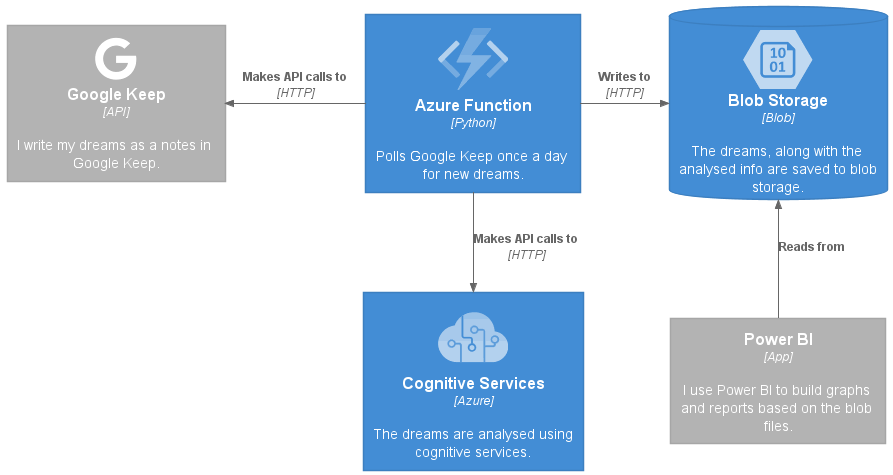 Google Keep
[API]
I write my dreams as a notes in
Google Keep.
Makes API calls to
[HTTP]
Azure Function
[Python]
Polls Google Keep once a day
for new dreams.
Writes to
[HTTP]
10
01
Blob Storage
[Blob]
The dreams, along with the
analysed info are saved to blob
storage.
Makes API calls to
[HTTP]
Reads from
Cognitive Services
[Azure]
The dreams are analysed using
cognitive services.
Power BI
[App]
I use Power BI to build graphs
and reports based on the blob
files.